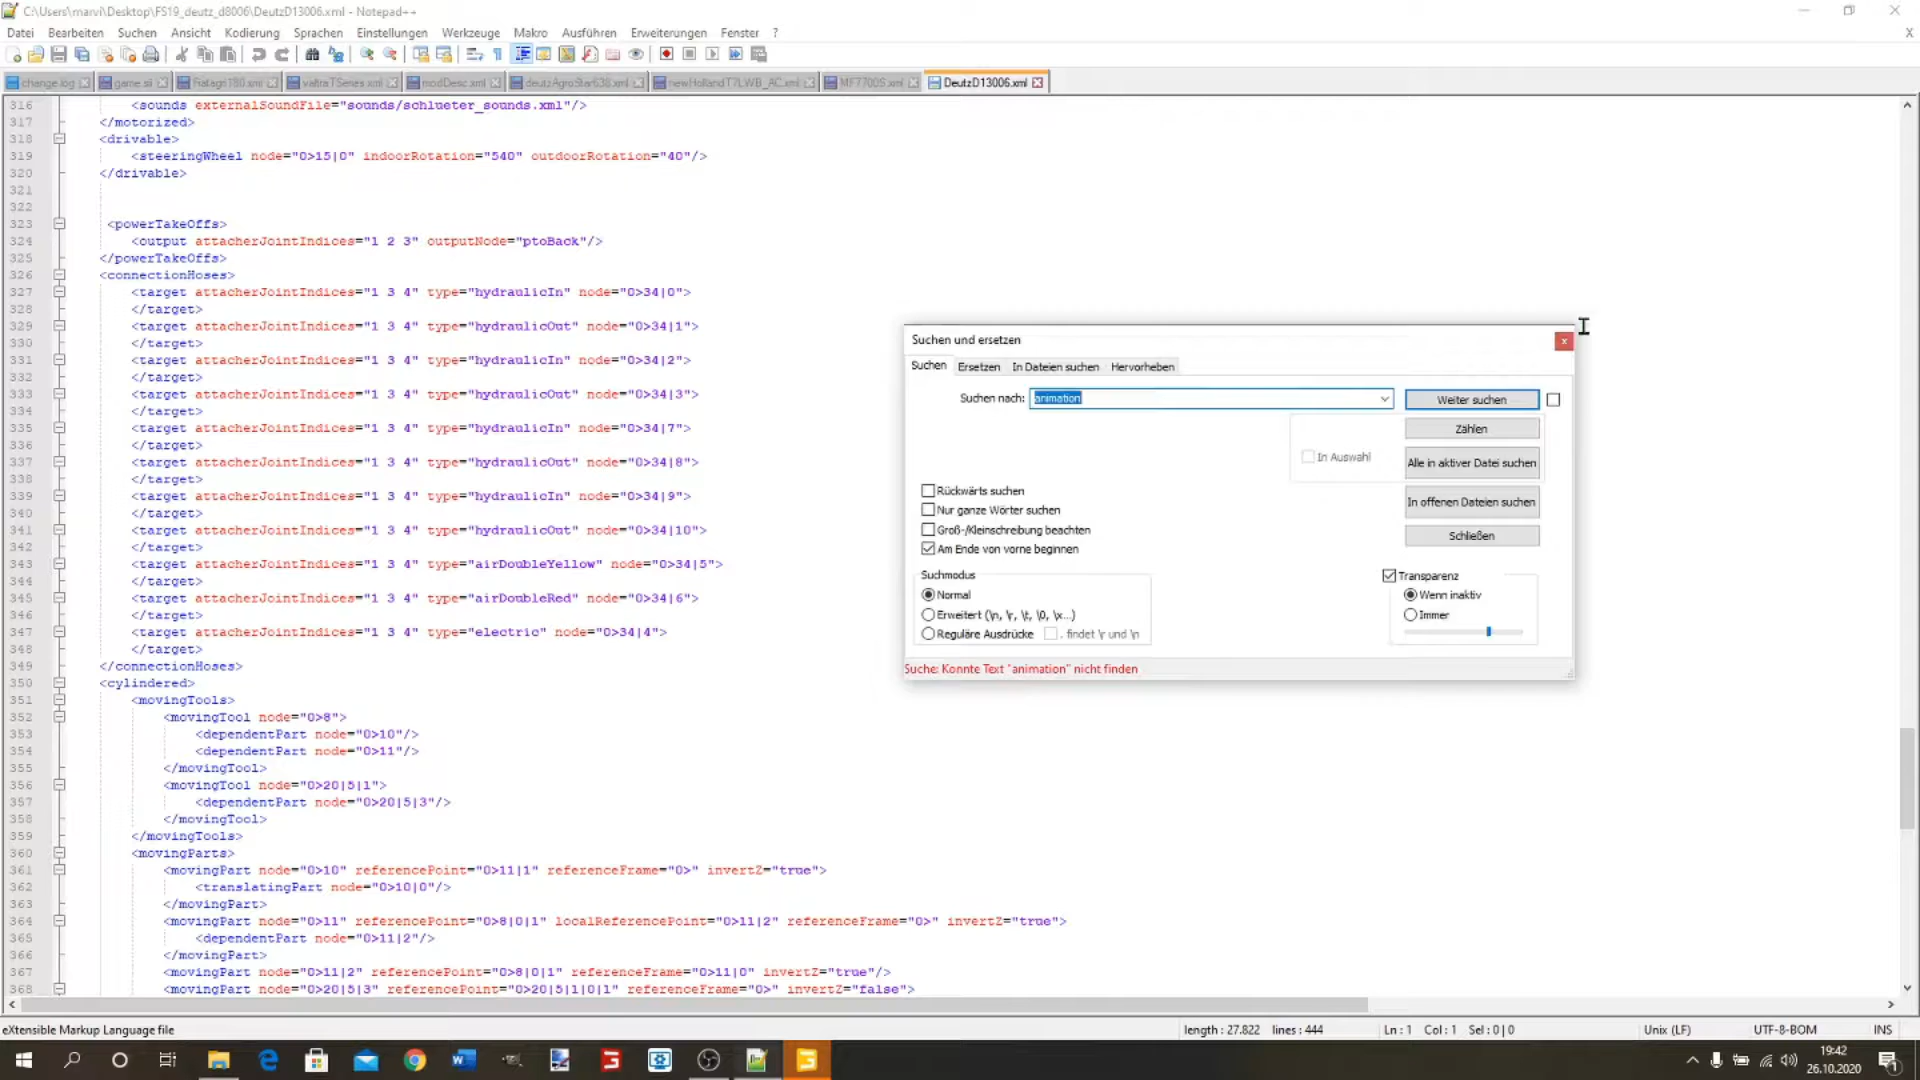 C:\Users\marvi\Desktop\FS19_deutz_d8006\DeutzD13006.xml - Notepad++
Datei Bearbeiten Suchen Ansicht Kodierung Sprachen Einstellungen Werkzeuge Makro Ausführen Erweiterungen Fenster ? X
change.log game.sii Fiatagri180.xml valtraTSeries.xml modDesc.xml deutzAgroStar638.xml newHollandT7LWB_AC.xml MF7700S.xml DeutzD13006.xml
316 <sounds externalSoundFile="sounds/schlueter_sounds.xml"/>
317 </motorized>
318 <drivable>
319 <steeringWheel node="0>15|0" indoorRotation="540" outdoorRotation="40"/>
320 </drivable>
321
322
323 <powerTakeOffs>
324 <output attacherJointIndices="1 2 3" outputNode="ptoBack"/>
325 </powerTakeOffs>
326 <connectionHoses>
327 <target attacherJointIndices="1 3 4" type="hydraulicIn" node="0>34|0">
328 </target>
329 <target attacherJointIndices="1 3 4" type="hydraulicOut" node="0>34|1">
330 </target>
331 <target attacherJointIndices="1 3 4" type="hydraulicIn" node="0>34|2">
332 </target>
333 <target attacherJointIndices="1 3 4" type="hydraulicOut" node="0>34|3">
334 </target>
335 <target attacherJointIndices="1 3 4" type="hydraulicIn" node="0>34|7">
336 </target>
337 <target attacherJointIndices="1 3 4" type="hydraulicOut" node="0>34|8">
338 </target>
339 <target attacherJointIndices="1 3 4" type="hydraulicIn" node="0>34|9">
340 </target>
341 <target attacherJointIndices="1 3 4" type="hydraulicOut" node="0>34|10">
342 </target>
343 <target attacherJointIndices="1 3 4" type="airDoubleYellow" node="0>34|5">
344 </target>
345 <target attacherJointIndices="1 3 4" type="airDoubleRed" node="0>34|6">
346 </target>
347 <target attacherJointIndices="1 3 4" type="electric" node="0>34|4">
348 </target>
349 </connectionHoses>
350 <cylindered>
351 <movingTools>
352 <movingTool node="0>8">
353 <dependentPart node="0>10"/>
354 <dependentPart node="0>11"/>
355 </movingTool>
356 <movingTool node="0>20|5|1">
357 <dependentPart node="0>20|5|3"/>
358 </movingTool>
359 </movingTools>
360 <movingParts>
361 <movingPart node="0>10" referencePoint="0>11|1" referenceFrame="0>" invertZ="true">
362 <translatingPart node="0>10|0"/>
363 </movingPart>
364 <movingPart node="0>11" referencePoint="0>8|0|1" localReferencePoint="0>11|2" referenceFrame="0>" invertZ="true">
365 <dependentPart node="0>11|2"/>
366 </movingPart>
367 <movingPart node="0>11|2" referencePoint="0>8|0|1" referenceFrame="0>11|0" invertZ="true"/>
368 <movingPart node="0>20|5|3" referencePoint="0>20|5|1|0|1" referenceFrame="0>" invertZ="false">
Suchen und ersetzen
Suchen Ersetzen In Dateien suchen Hervorheben
Suchen nach: animation Weiter suchen
Zählen
In Auswahl
Alle in aktiver Datei suchen
Rückwärts suchen
In offenen Dateien suchen
Nur ganze Wörter suchen
Groß-/Kleinschreibung beachten
Schließen
Am Ende von vorne beginnen
Suchmodus
Transparenz
Normal
Wenn inaktiv
Erweitert (\n, \r, \t, \0, \x...)
Immer
Reguläre Ausdrücke . findet \r und \n
Suche: Konnte Text "animation" nicht finden
eXtensible Markup Language file length : 27.822 lines : 444 Ln : 1 Col : 1 Sel : 0 | 0 Unix (LF) UTF-8-BOM INS
19:42
26.10.2020